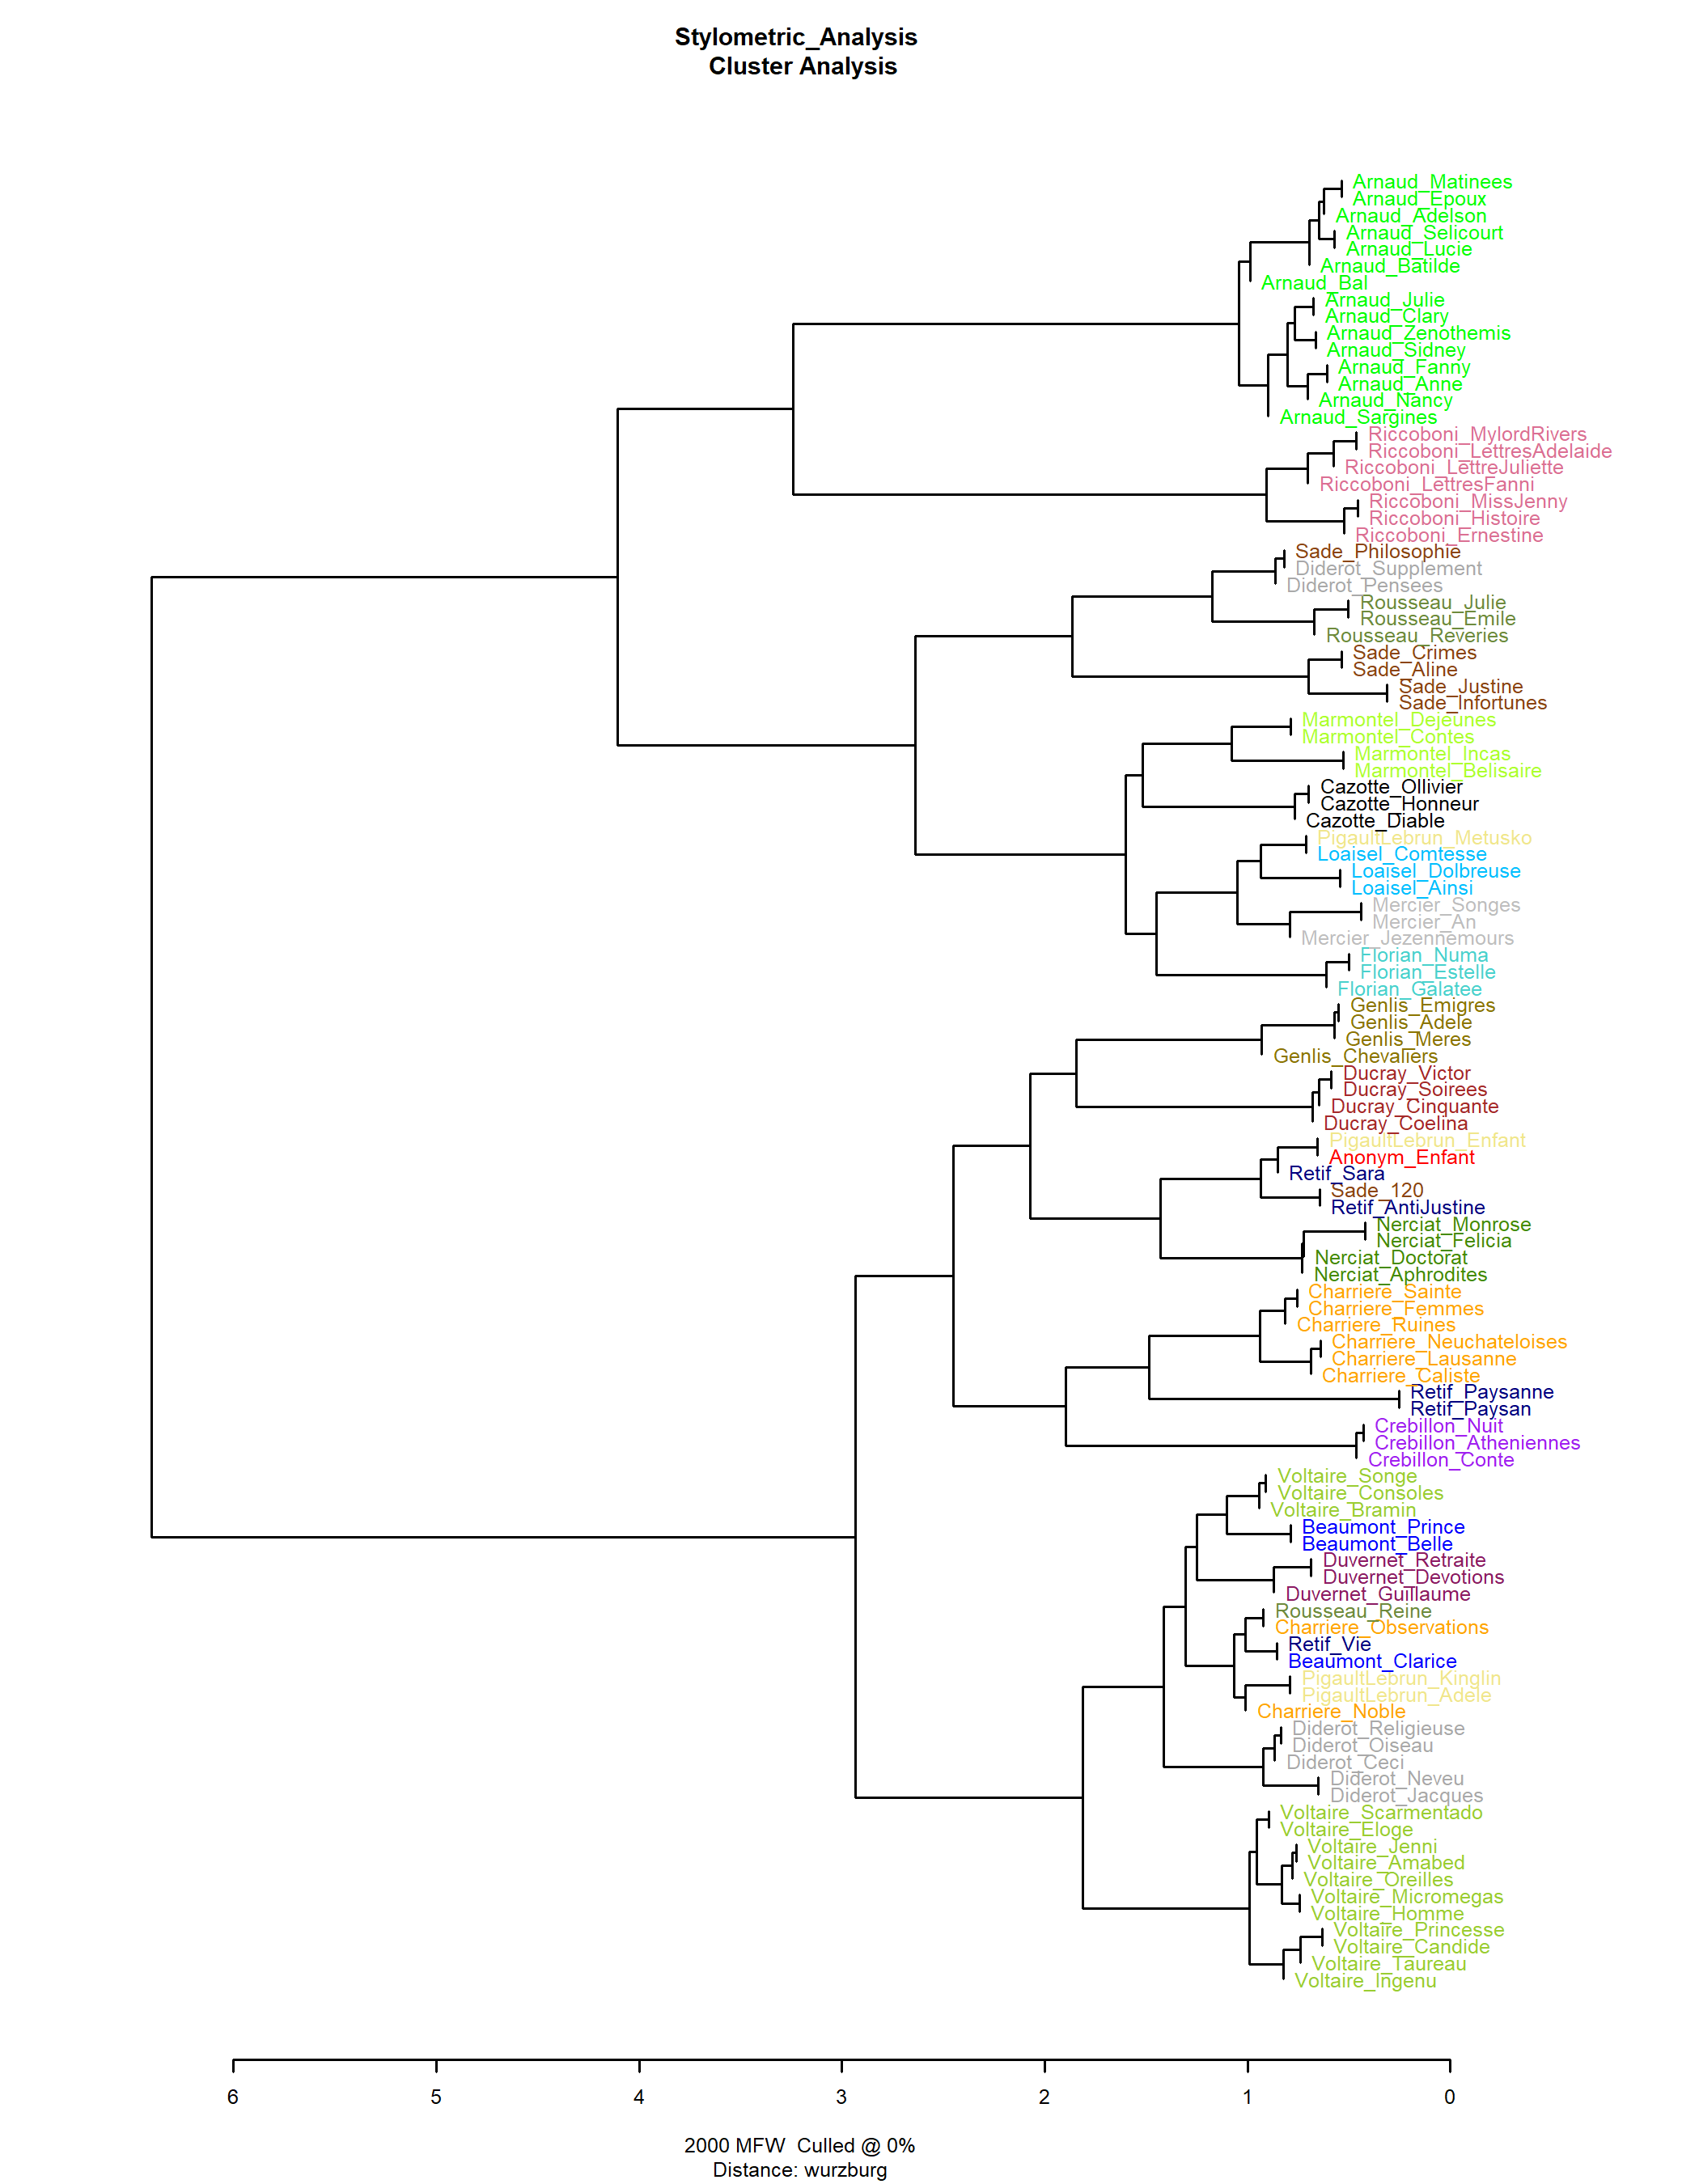 Stylometric_Analysis
Cluster Analysis
Arnaud_Matinees
Arnaud_Epoux
Arnaud_Adelson
Arnaud_Selicourt
Arnaud_Lucie
Arnaud_Batilde
Arnaud_Bal
Arnaud_Julie
Arnaud_Clary
Arnaud_Zenothemis
Arnaud_Sidney
Arnaud_Fanny
Arnaud_Anne
Arnaud_Nancy
Arnaud_Sargines
Riccoboni_MylordRivers
Riccoboni_LettresAdelaide
Riccoboni_LettreJuliette
Riccoboni_LettresFanni
Riccoboni_MissJenny
Riccoboni_Histoire
Riccoboni_Ernestine
Sade_Philosophie
Diderot_Supplement
Diderot_Pensees
Rousseau_Julie
Rousseau_Emile
Rousseau_Reveries
Sade_Crimes
Sade_Aline
Sade_Justine
Sade_Infortunes
Marmontel_Dejeunes
Marmontel_Contes
Marmontel_Incas
Marmontel_Belisaire
Cazotte_Ollivier
Cazotte_Honneur
Cazotte_Diable
PigaultLebrun_Metusko
Loaisel_Comtesse
Loaisel_Dolbreuse
Loaisel_Ainsi
Mercier_Songes
Mercier_An
Mercier_Jezennemours
Florian_Numa
Florian_Estelle
Florian_Galatee
Genlis_Emigres
Genlis_Adele
Genlis_Meres
Genlis_Chevaliers
Ducray_Victor
Ducray_Soirees
Ducray_Cinquante
Ducray_Coelina
PigaultLebrun_Enfant
Anonym_Enfant
Retif_Sara
Sade_120
Retif_AntiJustine
Nerciat_Monrose
Nerciat_Felicia
Nerciat_Doctorat
Nerciat_Aphrodites
Charriere_Sainte
Charriere_Femmes
Charriere_Ruines
Charriere_Neuchateloises
Charriere_Lausanne
Charriere_Caliste
Retif_Paysanne
Retif_Paysan
Crebillon_Nuit
Crebillon_Atheniennes
Crebillon_Conte
Voltaire_Songe
Voltaire_Consoles
Voltaire_Bramin
Beaumont_Prince
Beaumont_Belle
Duvernet_Retraite
Duvernet_Devotions
Duvernet_Guillaume
Rousseau_Reine
Charriere_Observations
Retif_Vie
Beaumont_Clarice
PigaultLebrun_Kinglin
PigaultLebrun_Adele
Charriere_Noble
Diderot_Religieuse
Diderot_Oiseau
Diderot_Ceci
Diderot_Neveu
Diderot_Jacques
Voltaire_Scarmentado
Voltaire_Eloge
Voltaire_Jenni
Voltaire_Amabed
Voltaire_Oreilles
Voltaire_Micromegas
Voltaire_Homme
Voltaire_Princesse
Voltaire_Candide
Voltaire_Taureau
Voltaire_Ingenu
6 5 4 3 2 1 0
2000 MFW Culled @ 0%
Distance: wurzburg